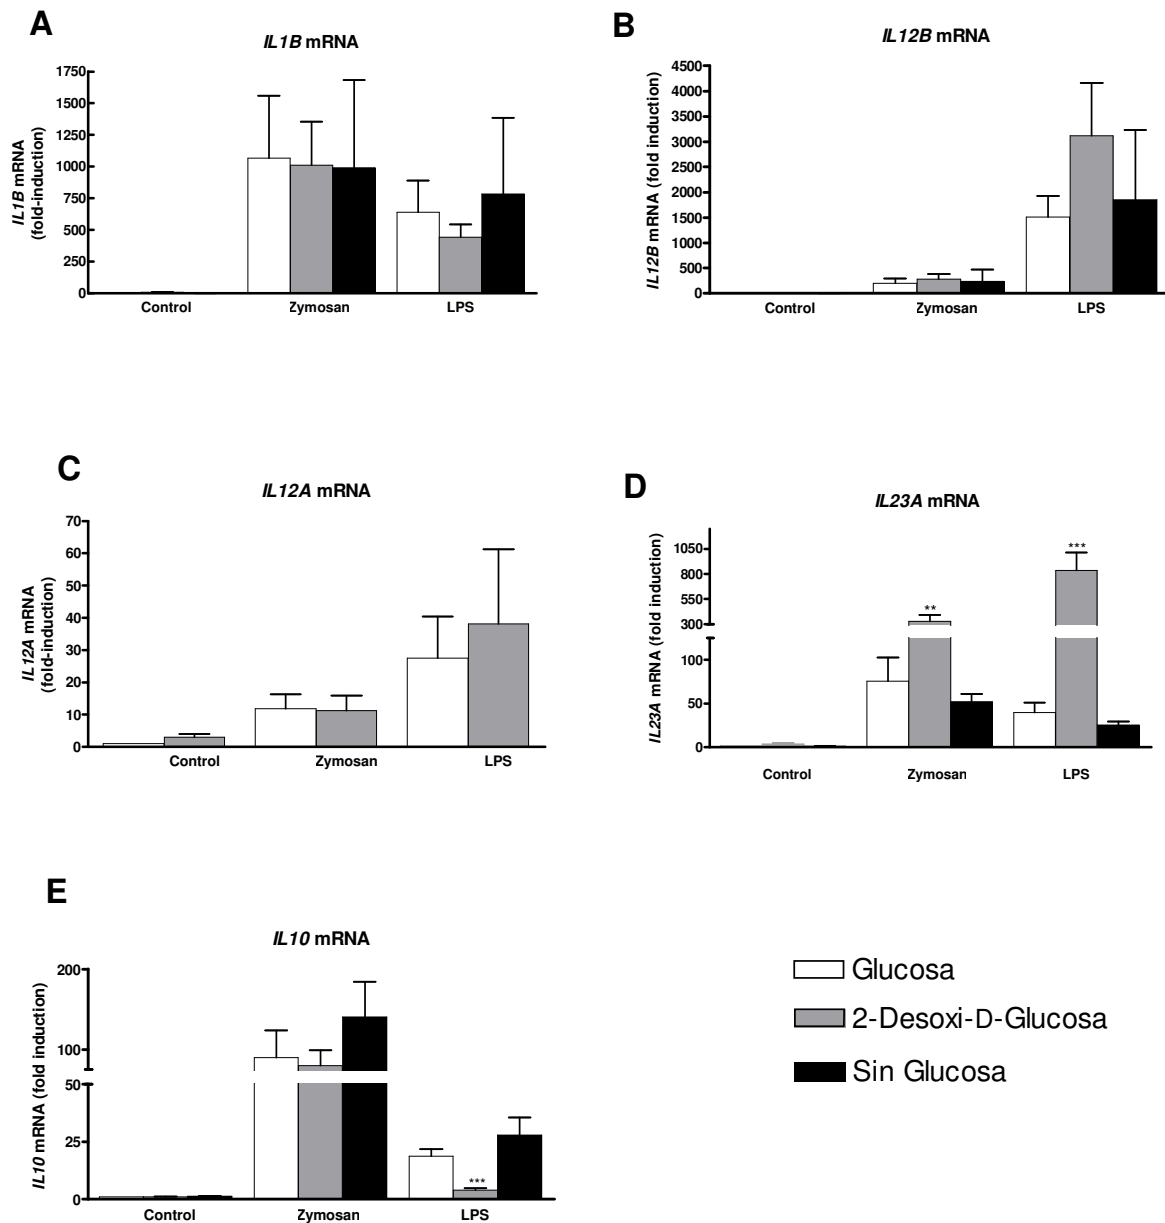 A
IL1B mRNA
IL1B mRNA
(fold-induction)
1750
1500
1250
1000
750
500
250
0
Control Zymosan LPS
B
IL12B mRNA
IL12B mRNA (fold induction)
4500
4000
3500
3000
2500
2000
1500
1000
500
0
Control Zymosan LPS
C
IL12A mRNA
IL12A mRNA
(fold-induction)
70
60
50
40
30
20
10
0
Control Zymosan LPS
D
IL23A mRNA
IL23A mRNA (fold induction)
1050
800
550
300
100
50
0
**
***
Control Zymosan LPS
E
IL10 mRNA
IL10 mRNA (fold induction)
200
100
50
25
0
***
Control Zymosan LPS
Glucosa
2-Desoxi-D-Glucosa
Sin Glucosa